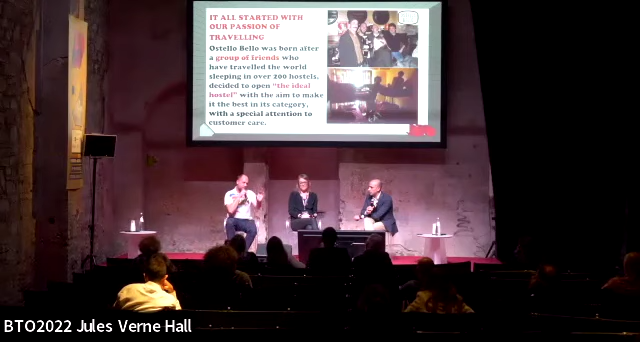 IT ALL STARTED WITH
OUR PASSION OF
TRAVELLING
Ostello Bello was born after
a group of friends who
have travelled the world
sleeping in over 200 hostels,
decided to open "the ideal
hostel" with the aim to make
it the best in its category,
with a special attention to
customer care.
BTO2022 Jules Verne Hall